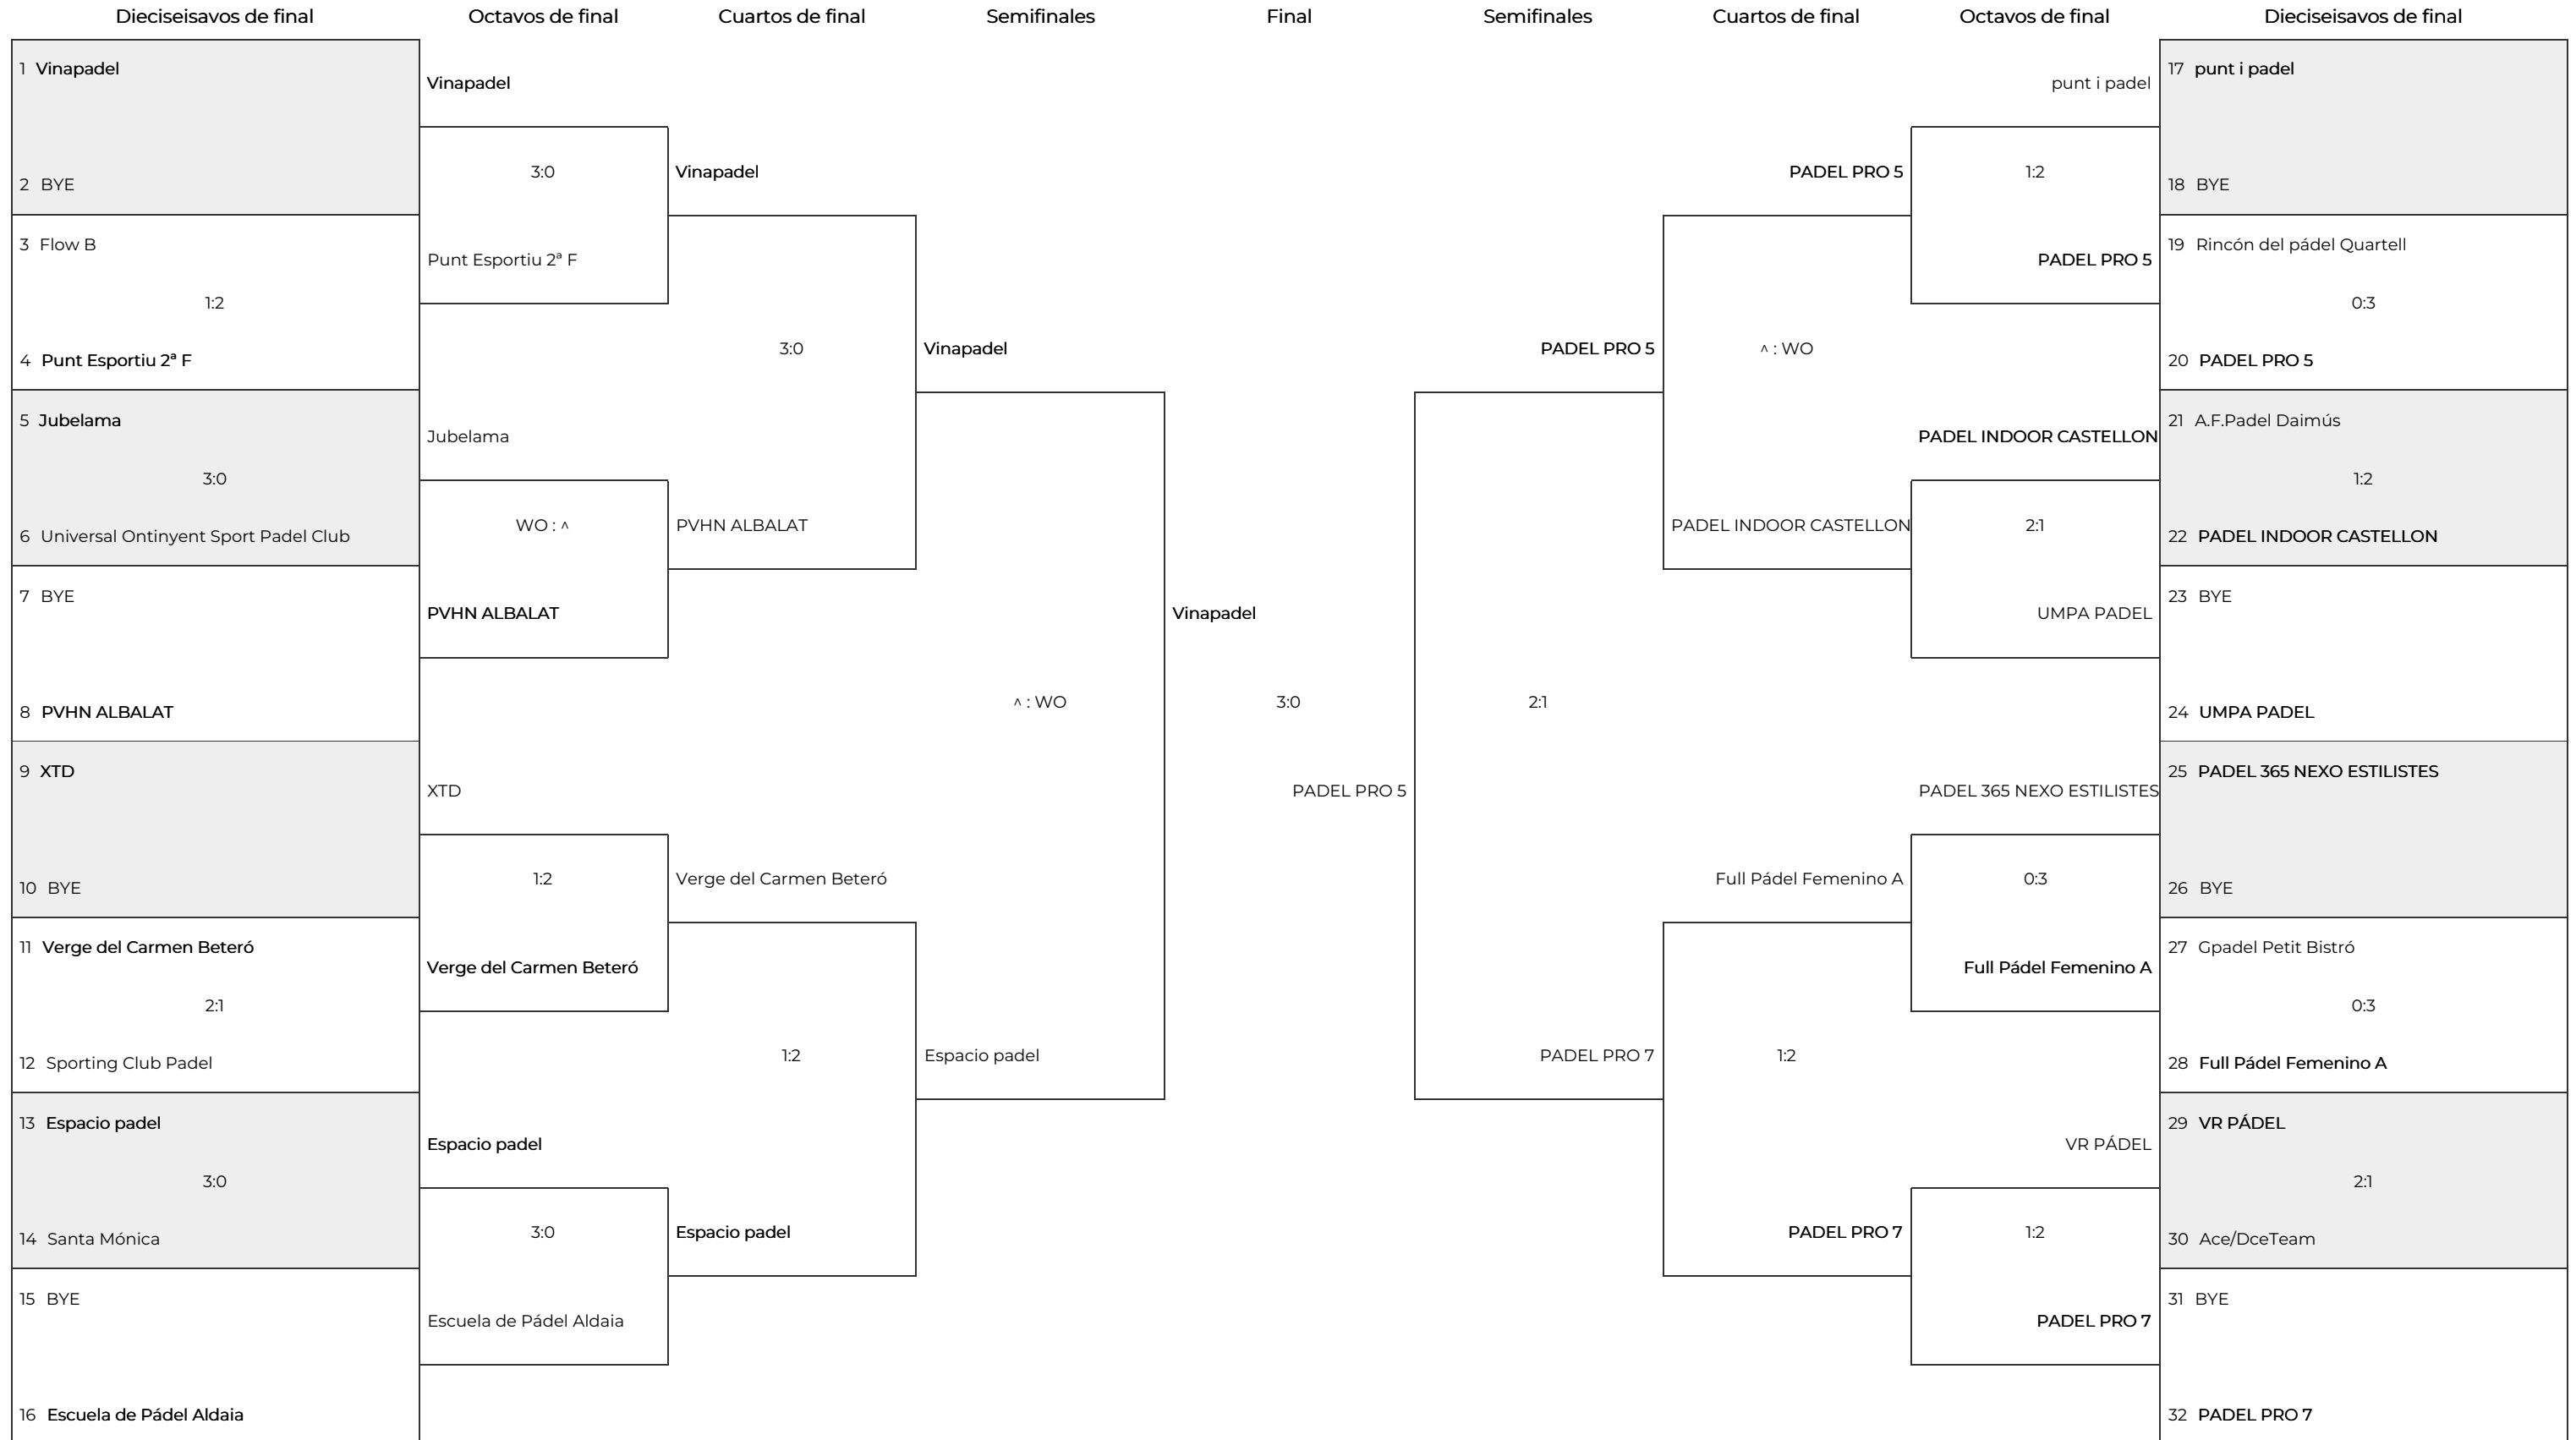 Dieciseisavos de final
Octavos de final
Cuartos de final
Semifinales
Final
Semifinales
Cuartos de final
Octavos de final
Dieciseisavos de final
1 Vinapadel
2 BYE
3 Flow B
1:2
4 Punt Esportiu 2ª F
5 Jubelama
3:0
6 Universal Ontinyent Sport Padel Club
7 BYE
8 PVHN ALBALAT
9 XTD
10 BYE
11 Verge del Carmen Beteró
2:1
12 Sporting Club Padel
13 Espacio padel
3:0
14 Santa Mónica
15 BYE
16 Escuela de Pádel Aldaia
Vinapadel
3:0
Punt Esportiu 2ª F
Jubelama
WO : ^
PVHN ALBALAT
XTD
1:2
Verge del Carmen Beteró
Espacio padel
3:0
Escuela de Pádel Aldaia
Vinapadel
3:0
PVHN ALBALAT
Verge del Carmen Beteró
1:2
Espacio padel
Vinapadel
^ : WO
Espacio padel
Vinapadel
3:0
PADEL PRO 5
PADEL PRO 5
2:1
PADEL PRO 7
PADEL PRO 5
^ : WO
PADEL INDOOR CASTELLON
Full Pádel Femenino A
1:2
PADEL PRO 7
punt i padel
1:2
PADEL PRO 5
PADEL INDOOR CASTELLON
2:1
UMPA PADEL
PADEL 365 NEXO ESTILISTES
0:3
Full Pádel Femenino A
VR PÁDEL
1:2
PADEL PRO 7
17 punt i padel
18 BYE
19 Rincón del pádel Quartell
0:3
20 PADEL PRO 5
21 A.F.Padel Daimús
1:2
22 PADEL INDOOR CASTELLON
23 BYE
24 UMPA PADEL
25 PADEL 365 NEXO ESTILISTES
26 BYE
27 Gpadel Petit Bistró
0:3
28 Full Pádel Femenino A
29 VR PÁDEL
2:1
30 Ace/DceTeam
31 BYE
32 PADEL PRO 7